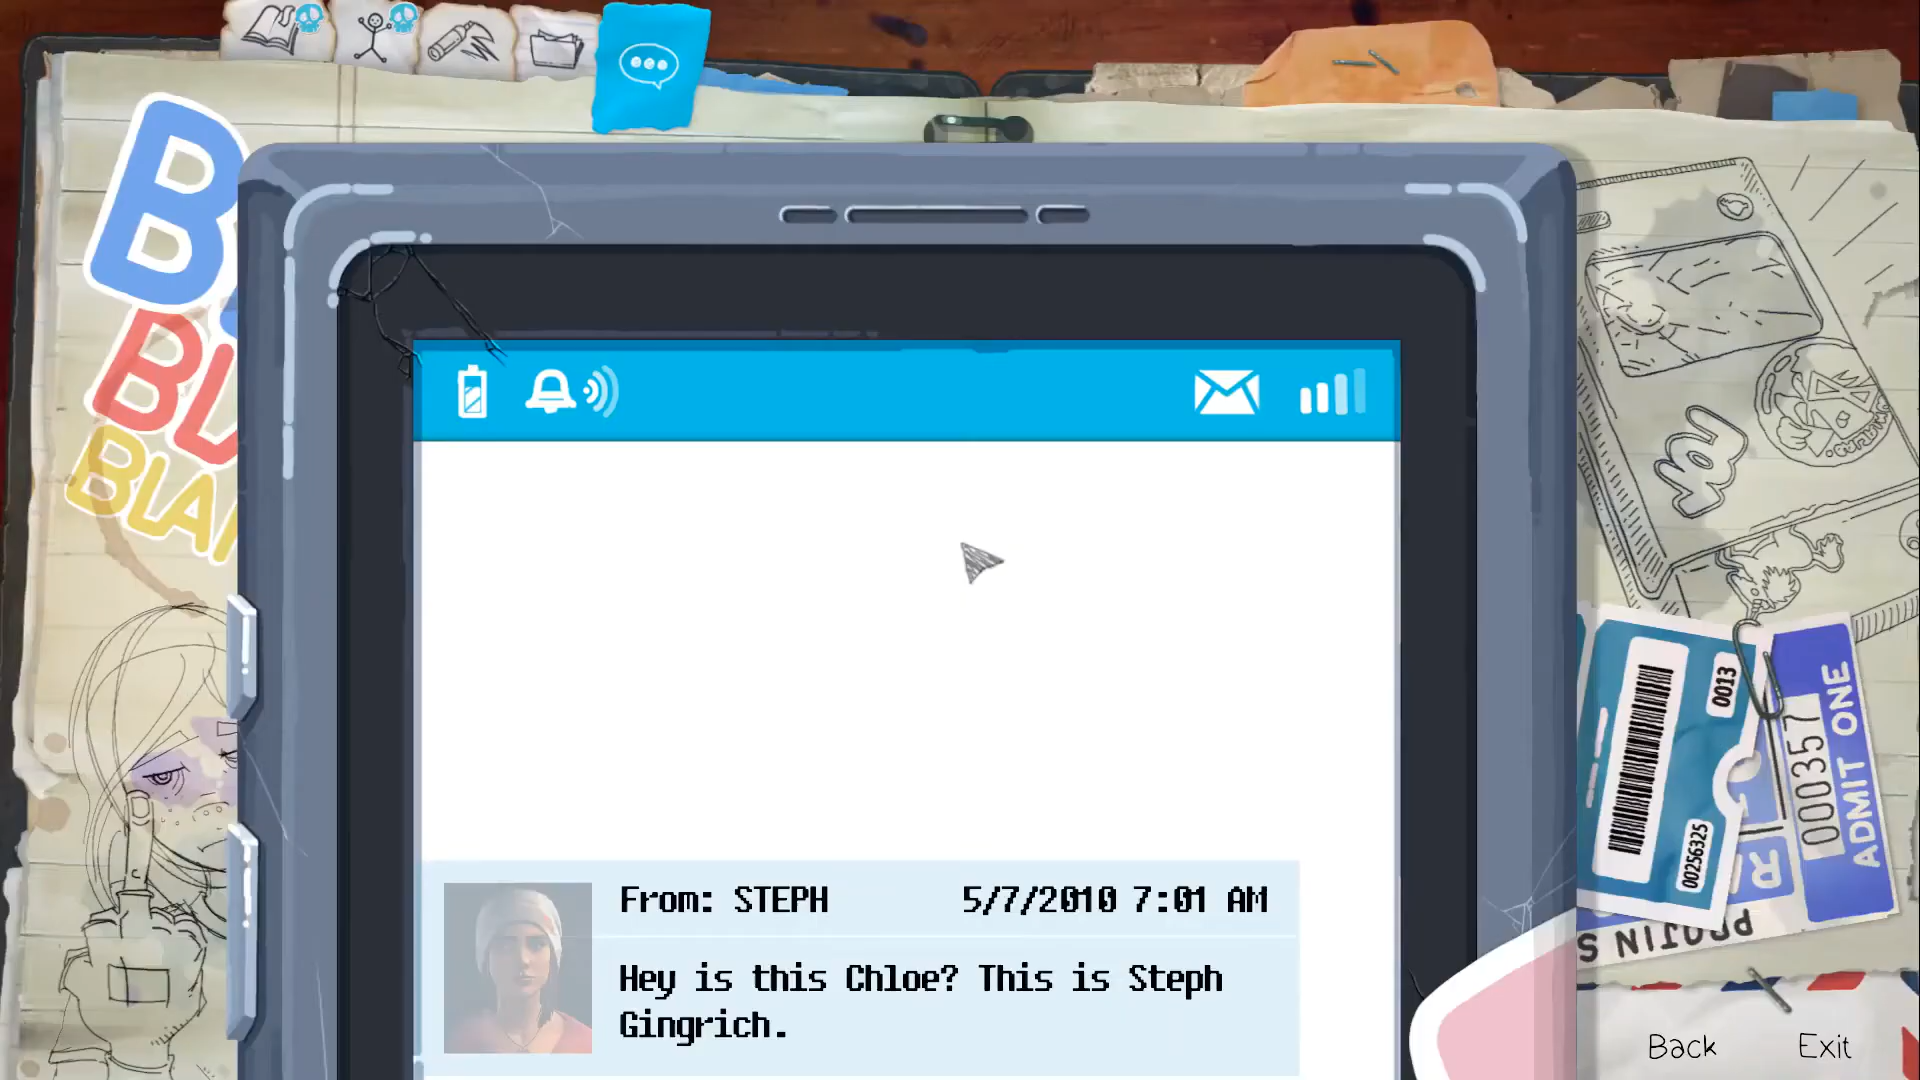 From: STEPH 5/7/2010 7:01 AM
Hey is this Chloe? This is Steph
Gingrich.
0013
00256325
000357
ADMIT ONE
Back Exit